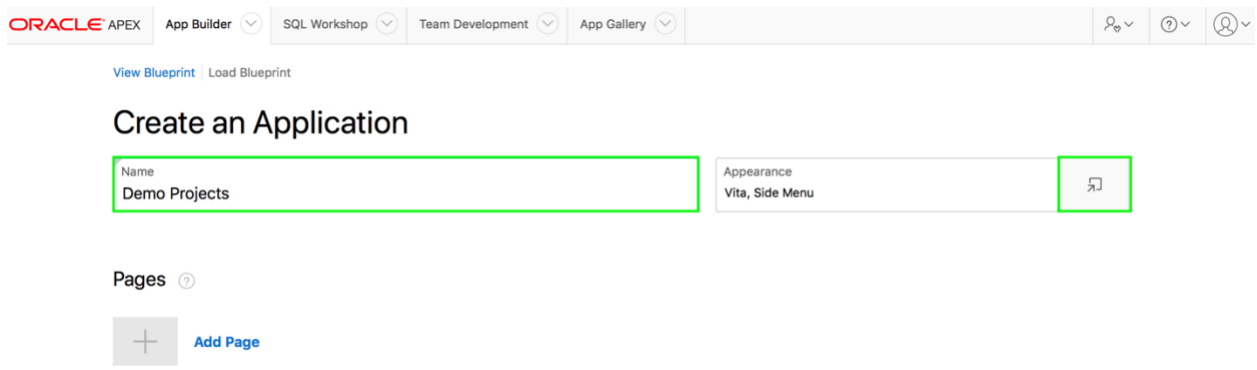 ORACLE APEX App Builder SQL Workshop Team Development App Gallery
View Blueprint Load Blueprint
Create an Application
Name
Demo Projects
Appearance
Vita, Side Menu
Pages ?
Add Page